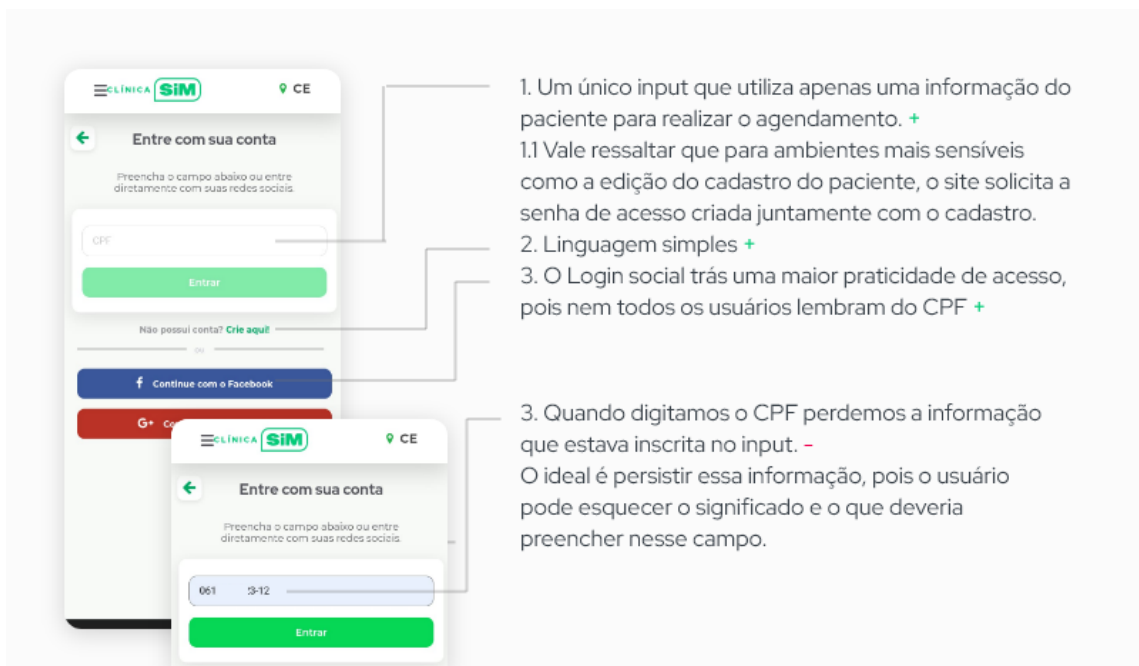 CLÍNICA SiM CE
Entre com sua conta
Preencha o campo abaixo ou entre
diretamente com suas redes sociais.
CPF
Entrar
Não possui conta? Crie aqui!
ou
f Continue com o Facebook
G+
CLÍNICA SiM CE
Entre com sua conta
Preencha o campo abaixo ou entre
diretamente com suas redes sociais.
061 3-12
Entrar
1. Um único input que utiliza apenas uma informação do
paciente para realizar o agendamento. +
1.1 Vale ressaltar que para ambientes mais sensíveis
como a edição do cadastro do paciente, o site solicita a
senha de acesso criada juntamente com o cadastro.
2. Linguagem simples +
3. O Login social trás uma maior praticidade de acesso,
pois nem todos os usuários lembram do CPF +
3. Quando digitamos o CPF perdemos a informação
que estava inscrita no input. -
O ideal é persistir essa informação, pois o usuário
pode esquecer o significado e o que deveria
preencher nesse campo.